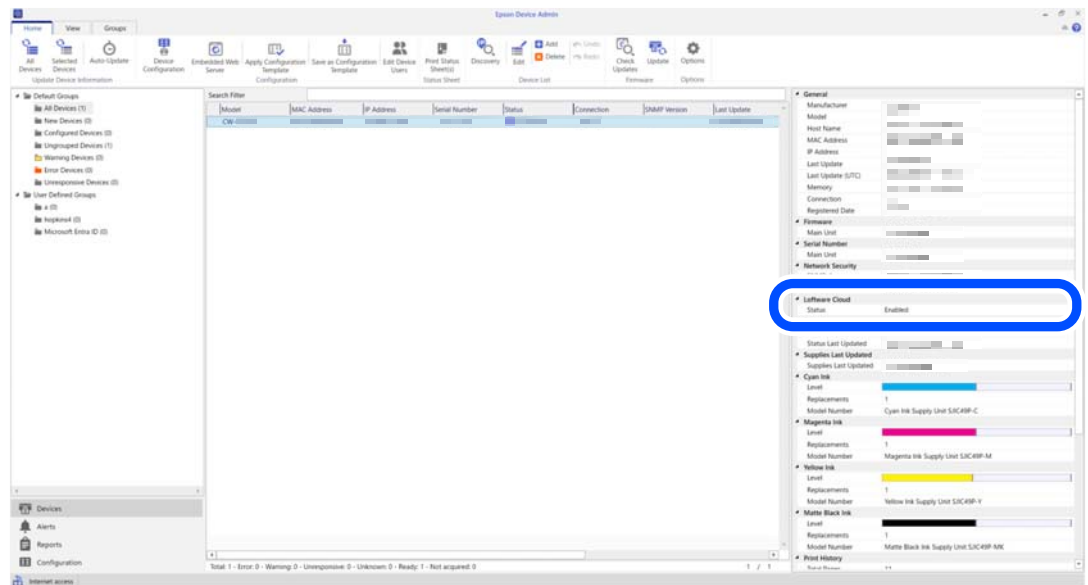 Epson Device Admin
Home View Groups
All Devices
Selected Devices
Auto-Update
Device Configuration
Embedded Web Server
Apply Configuration Template
Save as Configuration Template
Edit Device Users
Print Status Sheet(s)
Discovery
Edit
Add
Delete
Undo
Redo
Check Updates
Update
Options
Update Device Information
Configuration
Status Sheet
Device List
Firmware
Options
Default Groups
All Devices (1)
New Devices (0)
Configured Devices (0)
Ungrouped Devices (1)
Warning Devices (0)
Error Devices (0)
Unresponsive Devices (0)
User Defined Groups
a (0)
hopkins4 (0)
Microsoft Entra ID (0)
Devices
Alerts
Reports
Configuration
Internet access
Search Filter
Model MAC Address IP Address Serial Number Status Connection SNMP Version Last Update
CW-
Total: 1 - Error: 0 - Warning: 0 - Unresponsive: 0 - Unknown: 0 - Ready: 1 - Not acquired: 0
1 / 1
General
Manufacturer
Model
Host Name
MAC Address
IP Address
Last Update
Last Update (UTC)
Memory
Connection
Registered Date
Firmware
Main Unit
Serial Number
Main Unit
Network Security
Loftware Cloud
Status Enabled
Status Last Updated
Supplies Last Updated
Supplies Last Updated
Cyan Ink
Level
Replacements 1
Model Number Cyan Ink Supply Unit SJIC49P-C
Magenta Ink
Level
Replacements 1
Model Number Magenta Ink Supply Unit SJIC49P-M
Yellow Ink
Level
Replacements 1
Model Number Yellow Ink Supply Unit SJIC49P-Y
Matte Black Ink
Level
Replacements 1
Model Number Matte Black Ink Supply Unit SJIC49P-MK
Print History